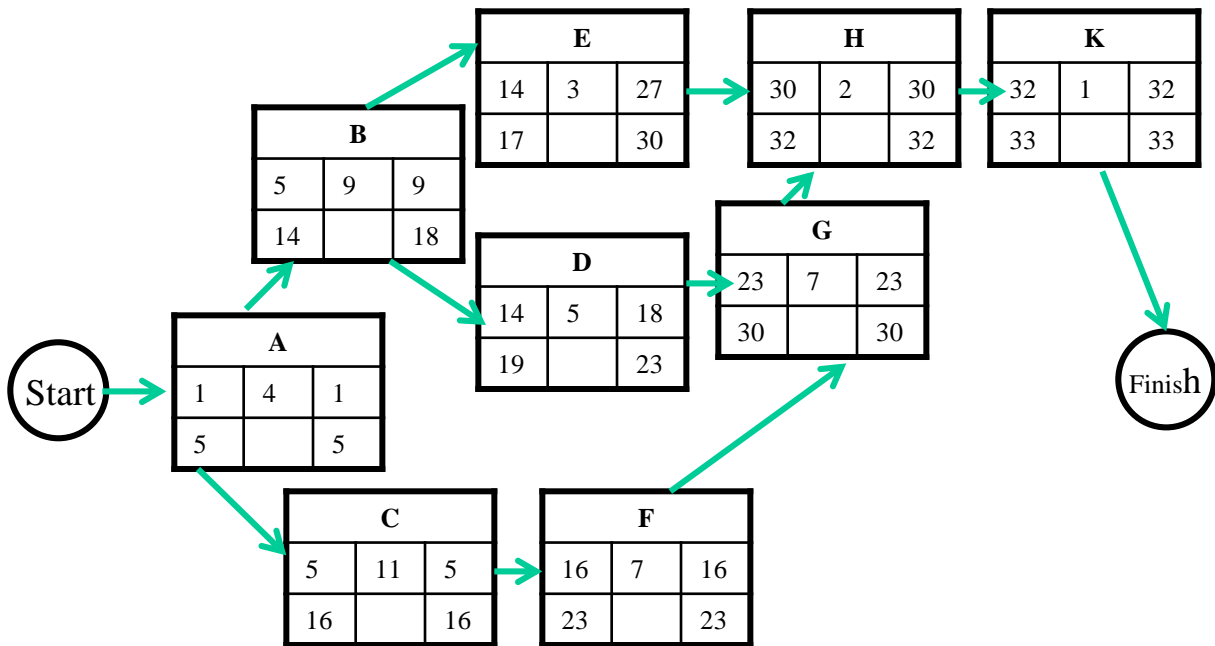 E
14 3 27
17 30
H
30 2 30
32 32
K
32 1 32
33 33
B
5 9 9
14 18
D
14 5 18
19 23
G
23 7 23
30 30
Start
A
1 4 1
5 5
Finish
C
5 11 5
16 16
F
16 7 16
23 23